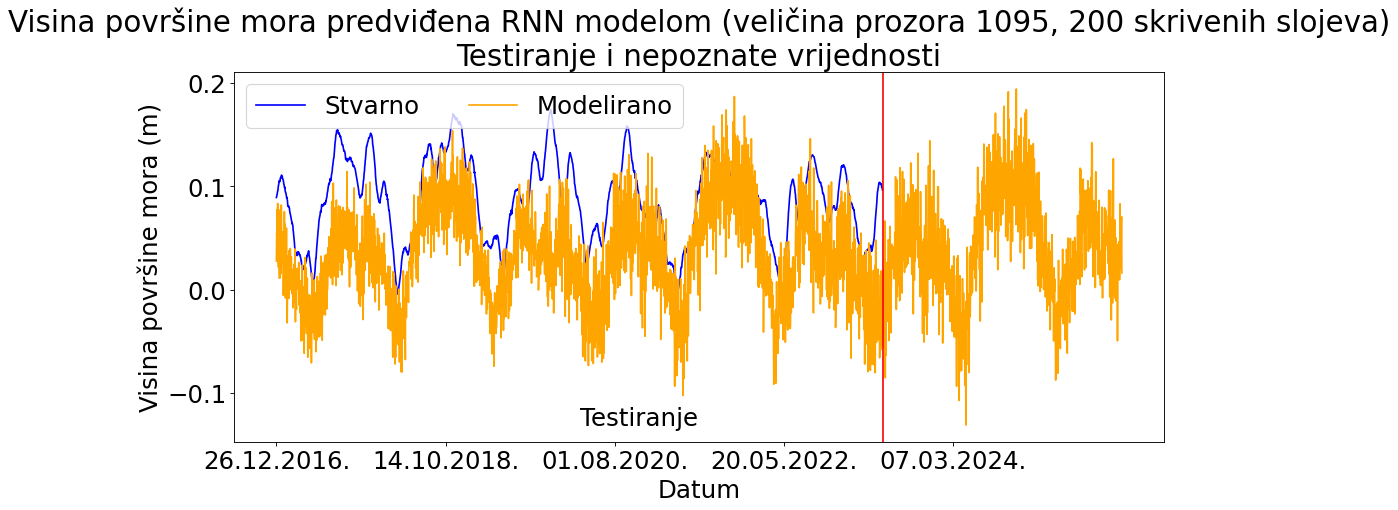 Visina površine mora predviđena RNN modelom (veličina prozora 1095, 200 skrivenih slojeva)
Testiranje i nepoznate vrijednosti
Stvarno
Modelirano
Visina površine mora (m)
0.2
0.1
0.0
−0.1
Testiranje
26.12.2016.
14.10.2018.
01.08.2020.
20.05.2022.
07.03.2024.
Datum